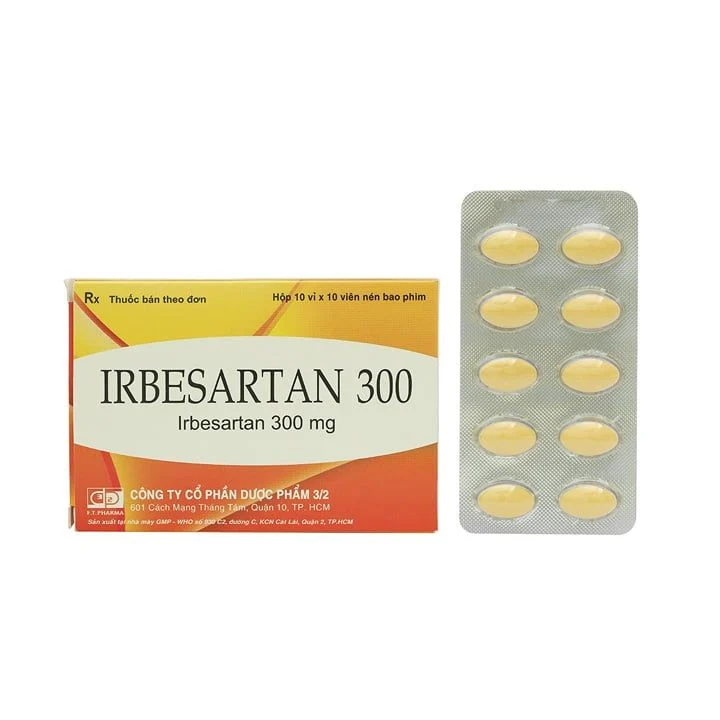 Rx Thuốc bán theo đơn
Hộp 10 vỉ x 10 viên nén bao phim
IRBESARTAN 300
Irbesartan 300 mg
CÔNG TY CỔ PHẦN DƯỢC PHẨM 3/2
601 Cách Mạng Tháng Tám, Quận 10, TP. HCM
F.T. PHARMA
Sản xuất tại nhà máy GMP - WHO số 930 C2, đường C, KCN Cát Lái, Quận 2, TP.HCM